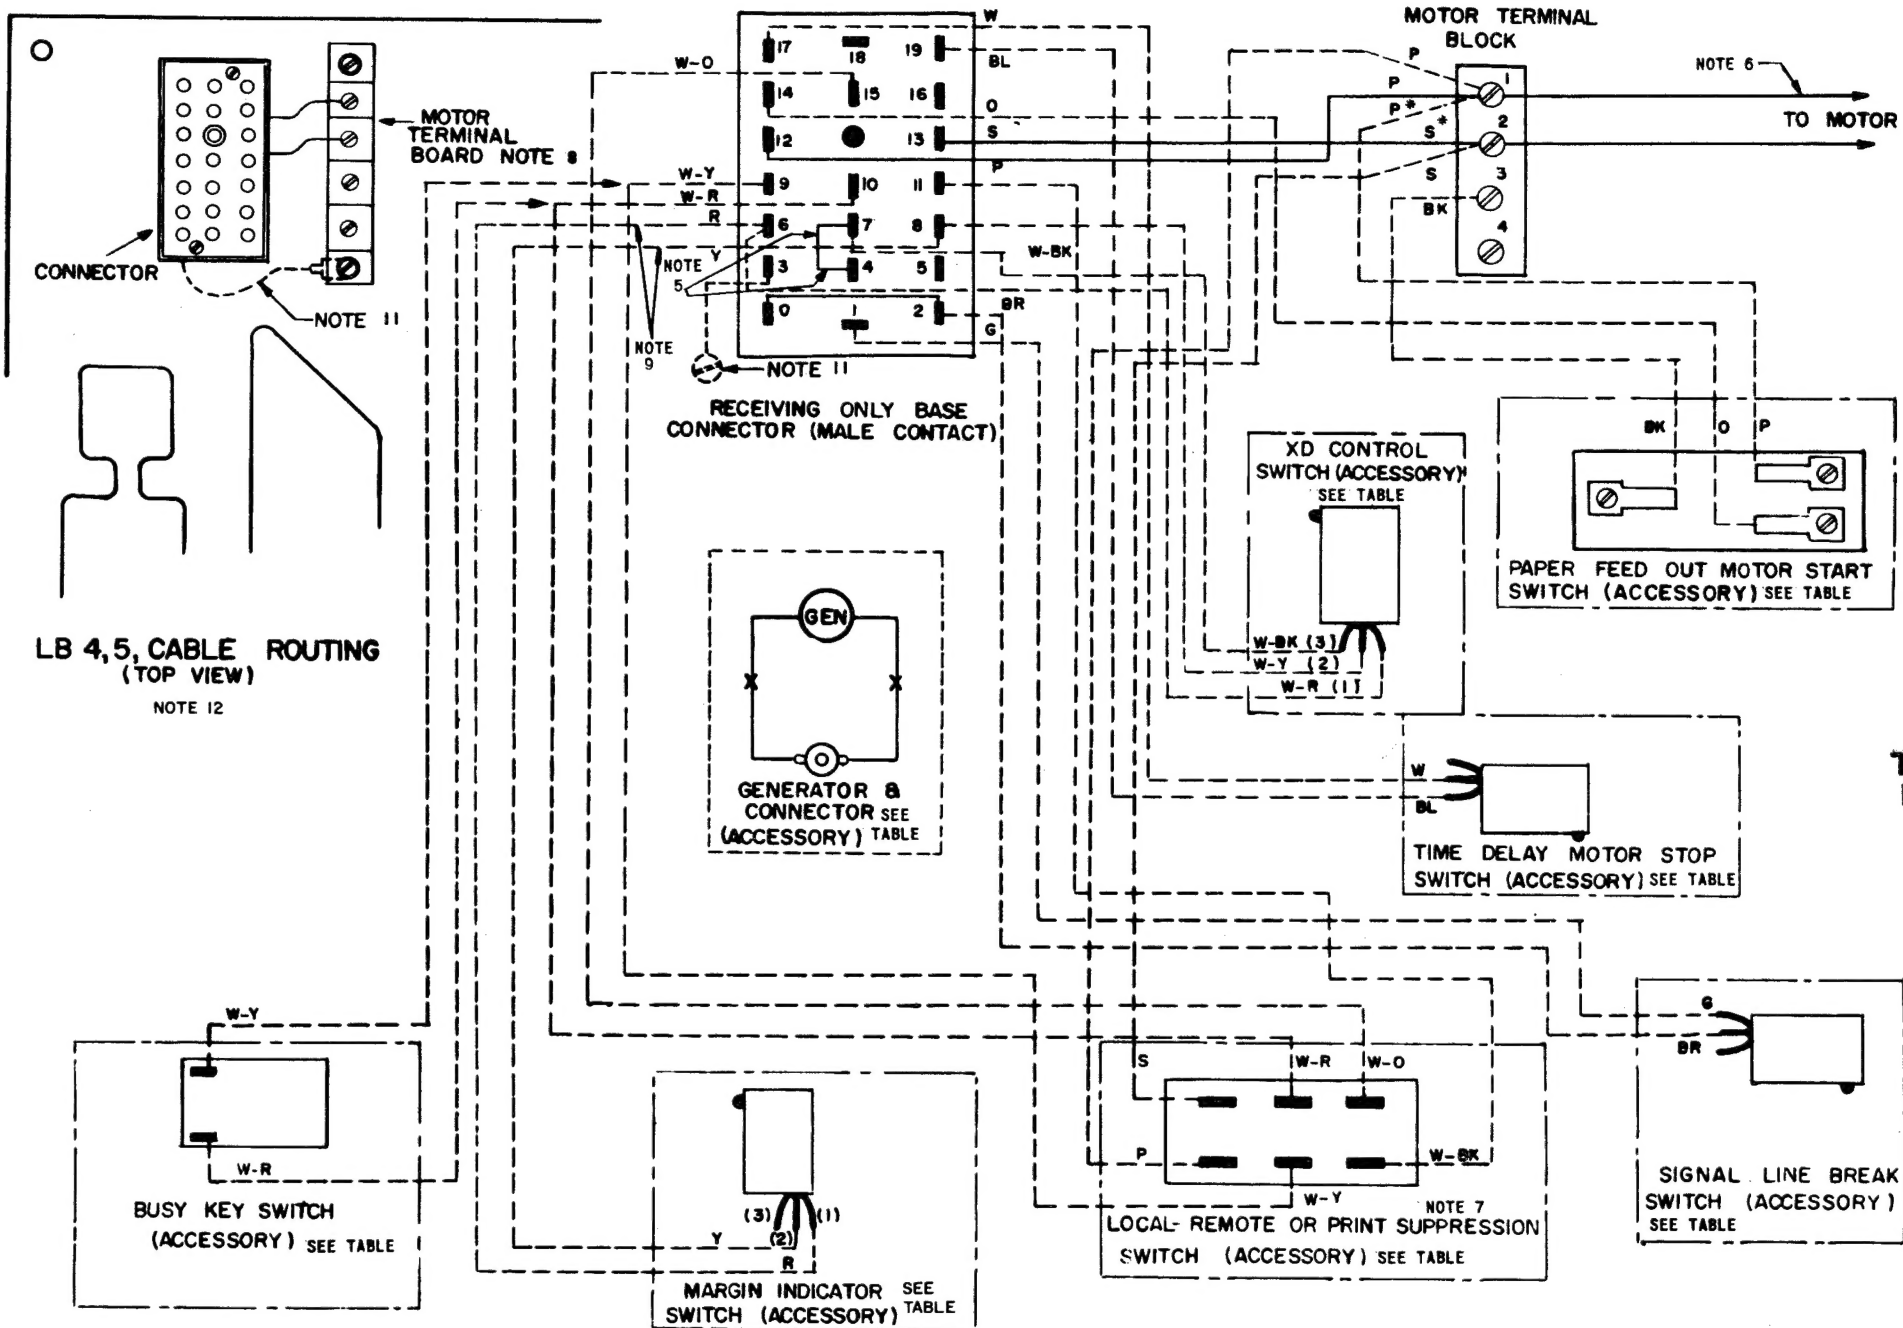 MOTOR
TERMINAL
BOARD NOTE 8
CONNECTOR
NOTE 11
LB 4, 5, CABLE ROUTING
(TOP VIEW)
NOTE 12
W
W-O
BL
O
S
P
W-Y
W-R
R
Y
W-BK
BR
G
17
18
19
14
15
16
12
13
9
10
11
6
7
8
3
4
5
0
1
2
NOTE
5
NOTE
9
NOTE 11
RECEIVING ONLY BASE
CONNECTOR (MALE CONTACT)
MOTOR TERMINAL
BLOCK
P
P
P*
S*
S
BK
1
2
3
4
NOTE 6
TO MOTOR
BK O P
PAPER FEED OUT MOTOR START
SWITCH (ACCESSORY) SEE TABLE
XD CONTROL
SWITCH (ACCESSORY)
SEE TABLE
W-BK (3)
W-Y (2)
W-R (1)
GEN
X X
GENERATOR &
CONNECTOR SEE
(ACCESSORY) TABLE
W
BL
TIME DELAY MOTOR STOP
SWITCH (ACCESSORY) SEE TABLE
G
BR
SIGNAL LINE BREAK
SWITCH (ACCESSORY)
SEE TABLE
W-Y
W-R
BUSY KEY SWITCH
(ACCESSORY) SEE TABLE
(3) (1)
Y (2)
R
MARGIN INDICATOR SEE
SWITCH (ACCESSORY) TABLE
S W-R W-O
P W-BK
W-Y
NOTE 7
LOCAL- REMOTE OR PRINT SUPPRESSION
SWITCH (ACCESSORY) SEE TABLE